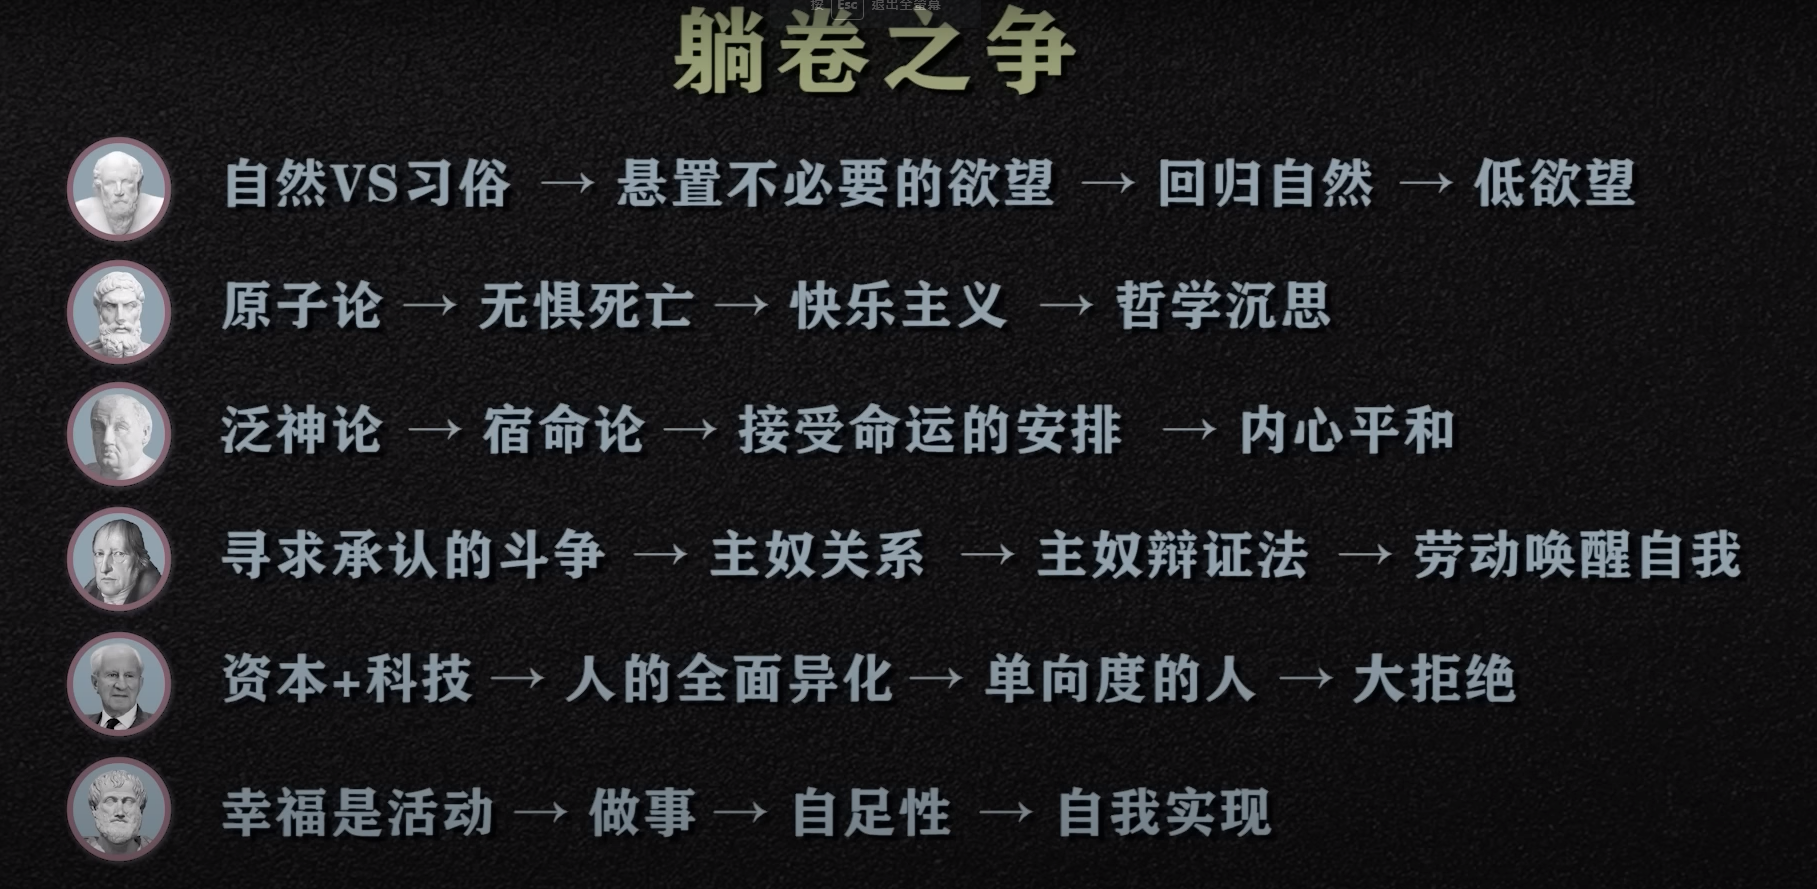 按 Esc 退出全螢幕
躺卷之争
自然VS习俗 → 悬置不必要的欲望 → 回归自然 → 低欲望
原子论 → 无惧死亡 → 快乐主义 → 哲学沉思
泛神论 → 宿命论 → 接受命运的安排 → 内心平和
寻求承认的斗争 → 主奴关系 → 主奴辩证法 → 劳动唤醒自我
资本+科技 → 人的全面异化 → 单向度的人 → 大拒绝
幸福是活动 → 做事 → 自足性 → 自我实现